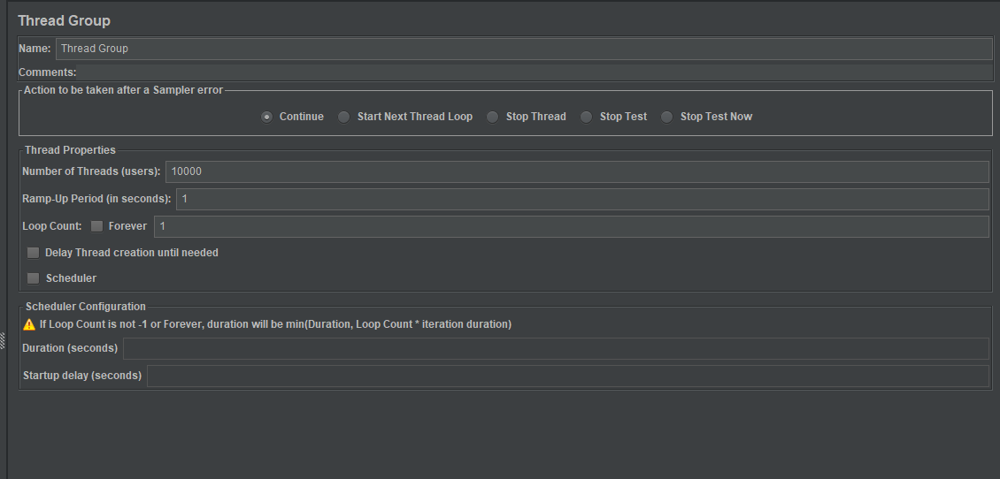 Thread Group
Name: Thread Group
Comments:
Action to be taken after a Sampler error
Continue Start Next Thread Loop Stop Thread Stop Test Stop Test Now
Thread Properties
Number of Threads (users): 10000
Ramp-Up Period (in seconds): 1
Loop Count: Forever 1
Delay Thread creation until needed
Scheduler
Scheduler Configuration
If Loop Count is not -1 or Forever, duration will be min(Duration, Loop Count * iteration duration)
Duration (seconds)
Startup delay (seconds)